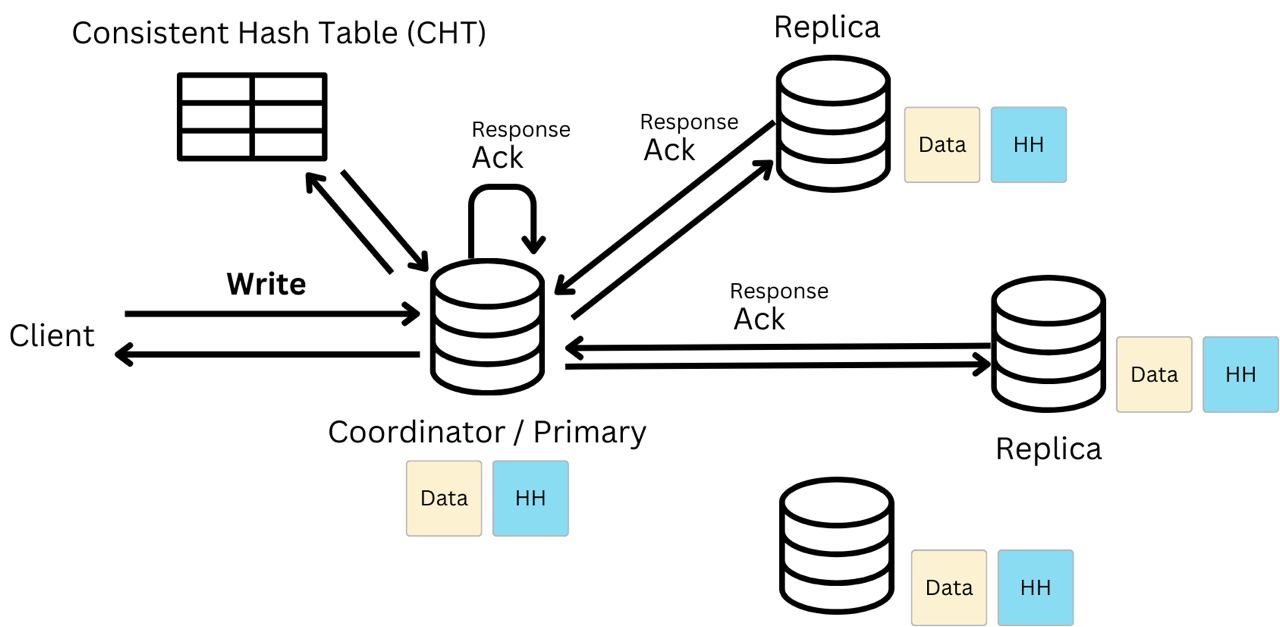 Consistent Hash Table (CHT)
Replica
Response
Ack
Response
Ack
Data
HH
Write
Client
Response
Ack
Data
HH
Coordinator / Primary
Replica
Data
HH
Data
HH